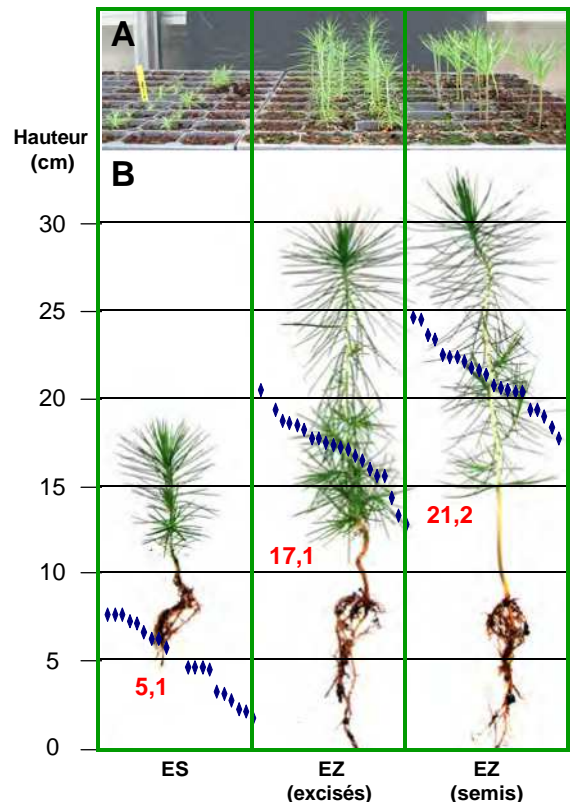 A
Hauteur
(cm)
B
30
25
20
15
10
5
0
5,1
17,1
21,2
ES
EZ
(excisés)
EZ
(semis)